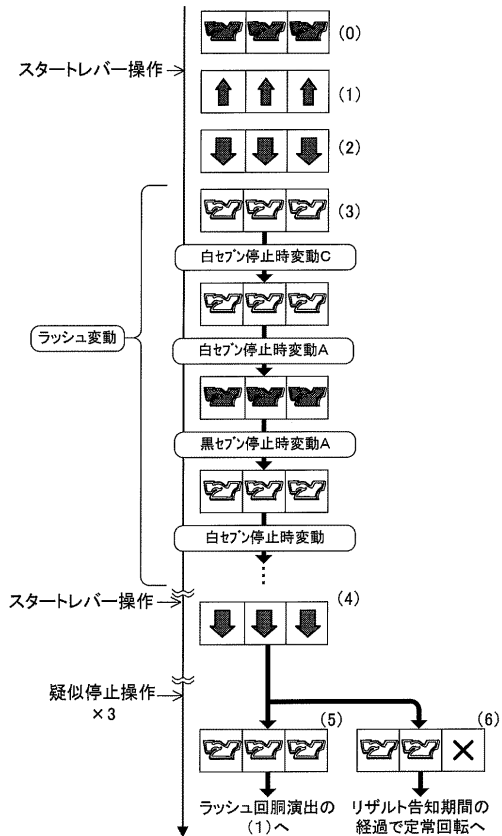 (0)
スタートレバー操作
(1)
(2)
(3)
白セブン停止時変動C
ラッシュ変動
白セブン停止時変動A
黒セブン停止時変動A
白セブン停止時変動
スタートレバー操作
(4)
疑似停止操作
×3
(5)
(6)
ラッシュ回胴演出の
(1)へ
リザルト告知期間の
経過で定常回転へ